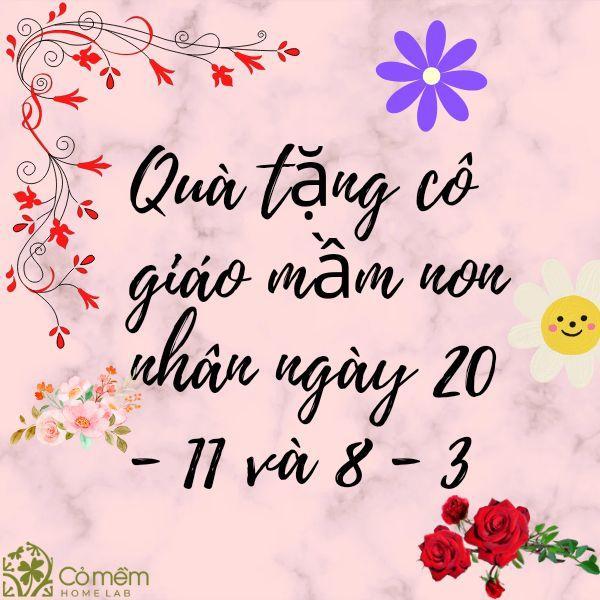 Quà tặng cô
giáo mầm non
nhân ngày 20
- 11 và 8 - 3
Cỏ mềm
HOME LAB